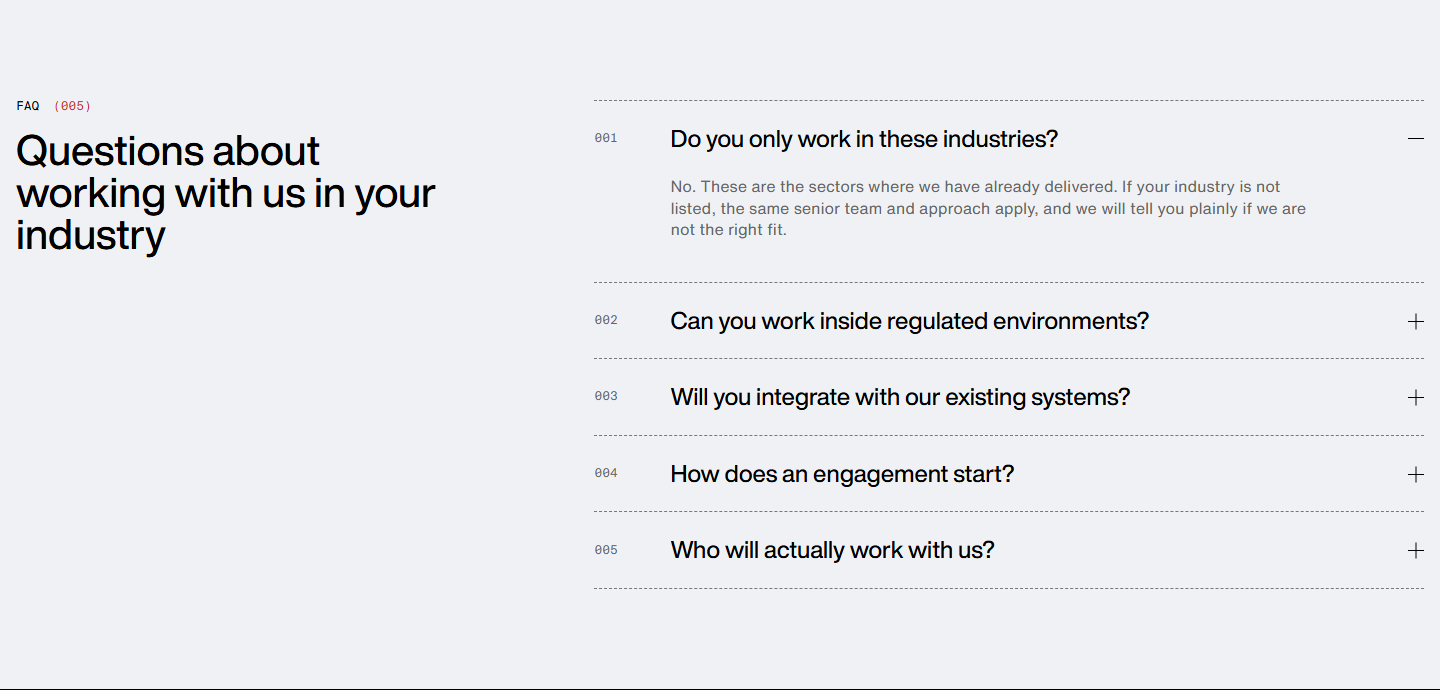 FAQ (005)
Questions about
working with us in your
industry
001 Do you only work in these industries?
No. These are the sectors where we have already delivered. If your industry is not
listed, the same senior team and approach apply, and we will tell you plainly if we are
not the right fit.
002 Can you work inside regulated environments?
003 Will you integrate with our existing systems?
004 How does an engagement start?
005 Who will actually work with us?